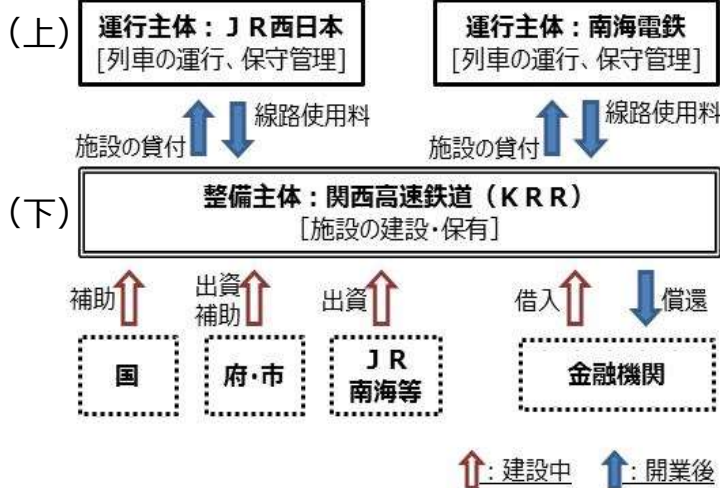 (上)
運行主体:JR西日本
[列車の運行、保守管理]
運行主体:南海電鉄
[列車の運行、保守管理]
施設の貸付
線路使用料
施設の貸付
線路使用料
(下)
整備主体:関西高速鉄道(KRR)
[施設の建設・保有]
補助
出資
補助
出資
借入
償還
国
府・市
JR
南海等
金融機関
:建設中
:開業後